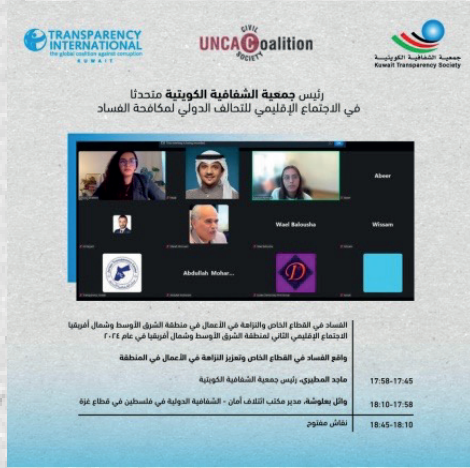 TRANSPARENCY
INTERNATIONAL
the global coalition against corruption
KUWAIT
CIVIL
UNCAC Coalition
SOCIETY
جمعية الشفافية الكويتية
Kuwait Transparency Society
رئيس جمعية الشفافية الكويتية متحدثا
في الاجتماع الإقليمي للتحالف الدولي لمكافحة الفساد
Abeer
Wael Balousha
Wissam
Abdullah Mohar...
الفساد في القطاع الخاص والنزاهة في الأعمال في منطقة الشرق الأوسط وشمال أفريقيا
الاجتماع الإقليمي الثاني لمنطقة الشرق الأوسط وشمال أفريقيا في عام ٢٠٢٤
واقع الفساد في القطاع الخاص وتعزيز النزاهة في الأعمال في المنطقة
17:58-17:45 ماجد المطيري، رئيس جمعية الشفافية الكويتية
18:10-17:58 وائل بعلوشة، مدير مكتب ائتلاف أمان - الشفافية الدولية في فلسطين في قطاع غزة
18:45-18:10 نقاش مفتوح